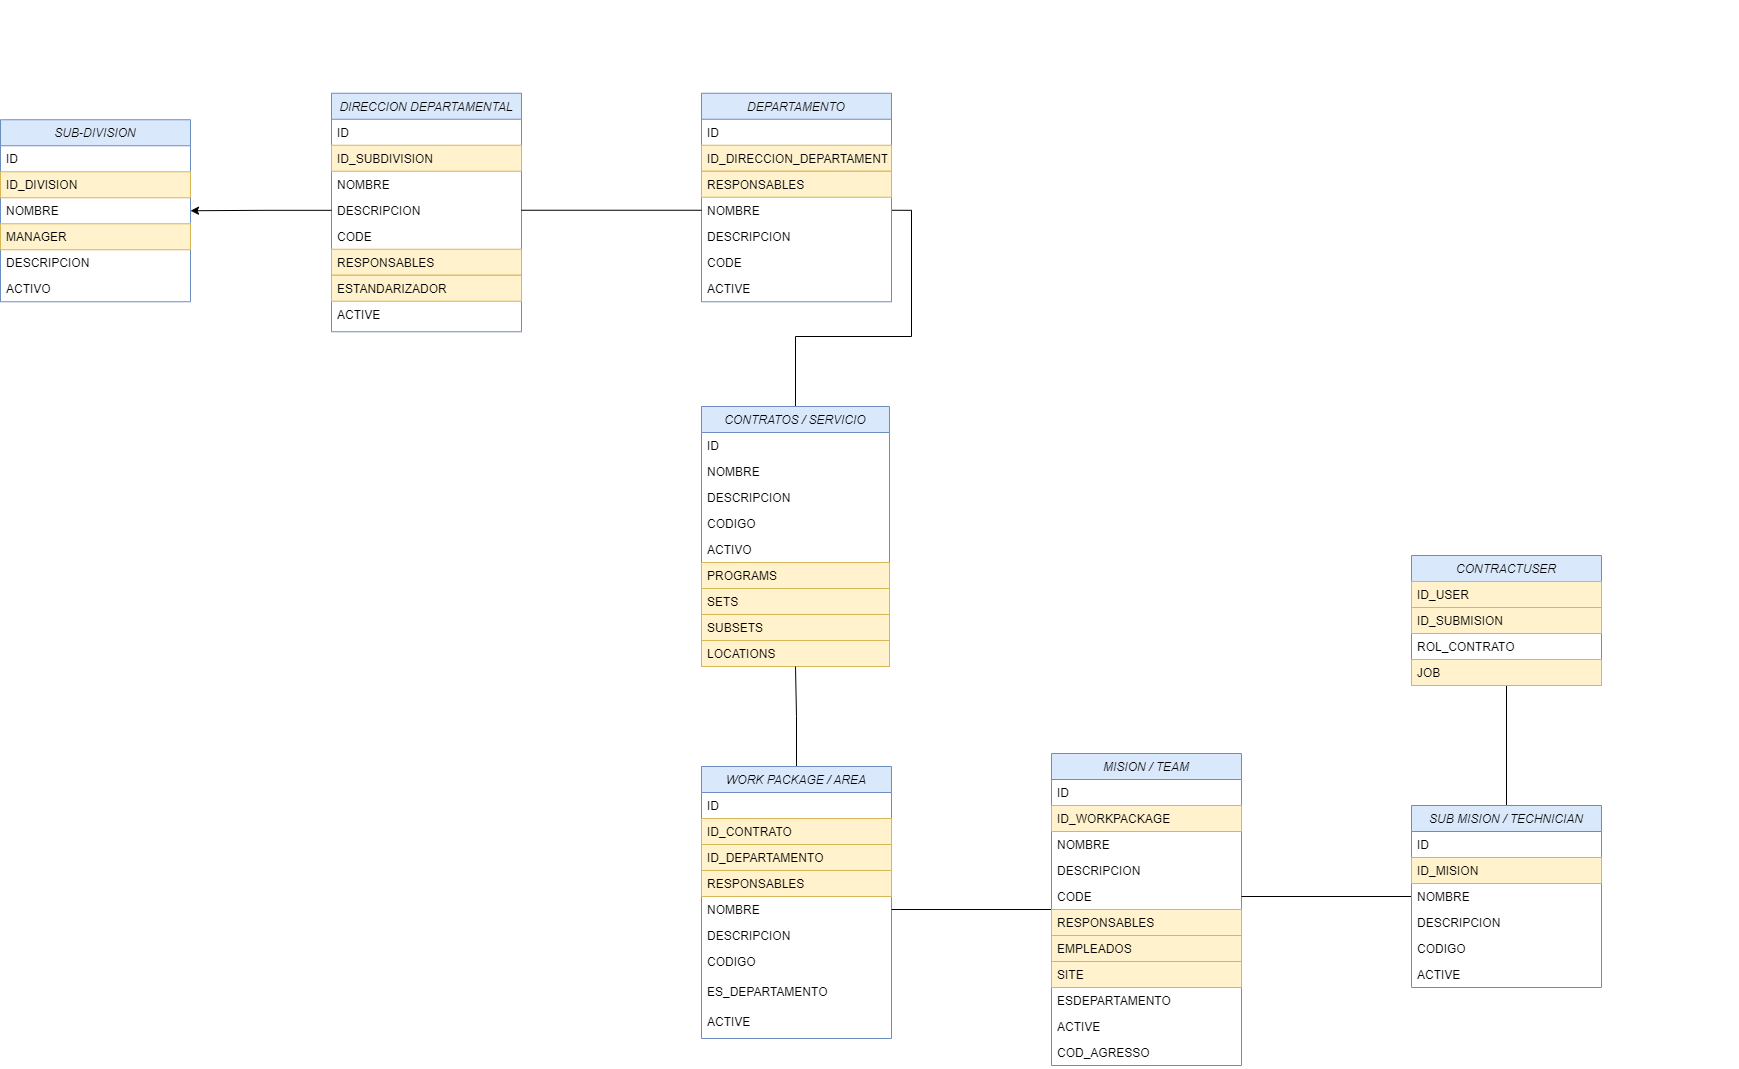 SUB-DIVISION
ID
ID_DIVISION
NOMBRE
MANAGER
DESCRIPCION
ACTIVO
DIRECCION DEPARTAMENTAL
ID
ID_SUBDIVISION
NOMBRE
DESCRIPCION
CODE
RESPONSABLES
ESTANDARIZADOR
ACTIVE
DEPARTAMENTO
ID
ID_DIRECCION_DEPARTAMENT
RESPONSABLES
NOMBRE
DESCRIPCION
CODE
ACTIVE
CONTRATOS / SERVICIO
ID
NOMBRE
DESCRIPCION
CODIGO
ACTIVO
PROGRAMS
SETS
SUBSETS
LOCATIONS
WORK PACKAGE / AREA
ID
ID_CONTRATO
ID_DEPARTAMENTO
RESPONSABLES
NOMBRE
DESCRIPCION
CODIGO
ES_DEPARTAMENTO
ACTIVE
MISION / TEAM
ID
ID_WORKPACKAGE
NOMBRE
DESCRIPCION
CODE
RESPONSABLES
EMPLEADOS
SITE
ESDEPARTAMENTO
ACTIVE
COD_AGRESSO
CONTRACTUSER
ID_USER
ID_SUBMISION
ROL_CONTRATO
JOB
SUB MISION / TECHNICIAN
ID
ID_MISION
NOMBRE
DESCRIPCION
CODIGO
ACTIVE